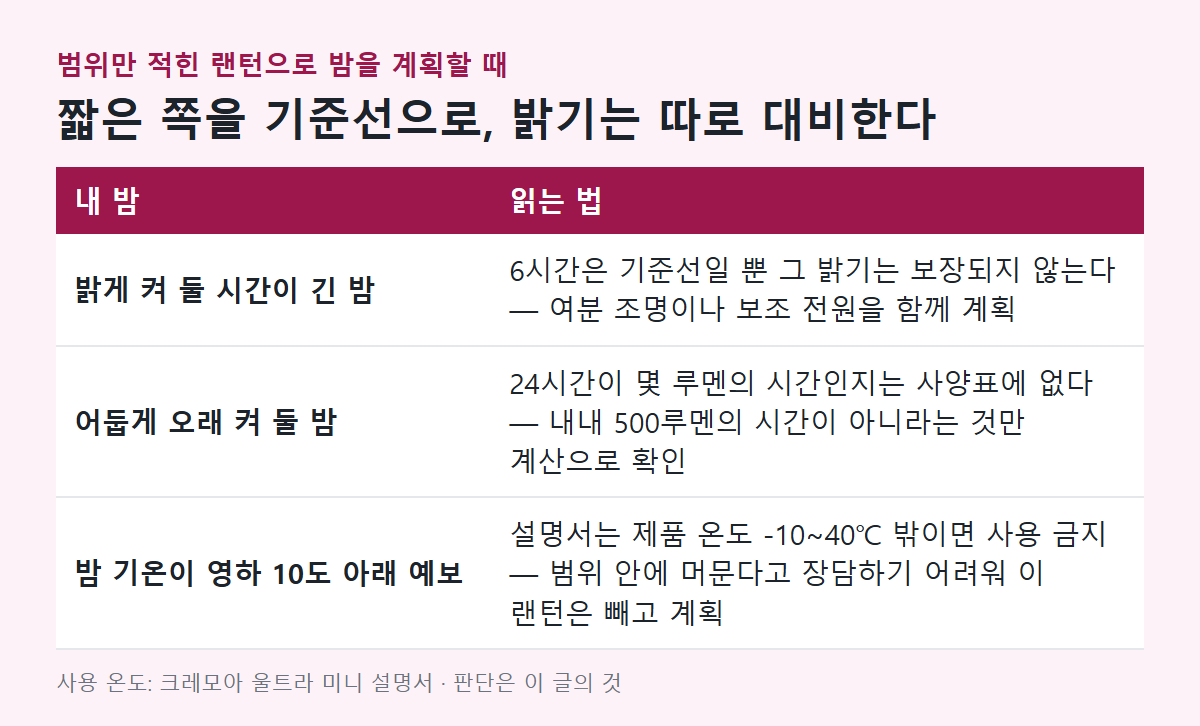 범위만 적힌 랜턴으로 밤을 계획할 때
짧은 쪽을 기준선으로, 밝기는 따로 대비한다
내 밤
읽는 법
밝게 켜 둘 시간이 긴 밤
6시간은 기준선일 뿐 그 밝기는 보장되지 않는다
— 여분 조명이나 보조 전원을 함께 계획
어둡게 오래 켜 둘 밤
24시간이 몇 루멘의 시간인지는 사양표에 없다
— 내내 500루멘의 시간이 아니라는 것만
계산으로 확인
밤 기온이 영하 10도 아래 예보
설명서는 제품 온도 -10~40℃ 밖이면 사용 금지
— 범위 안에 머문다고 장담하기 어려워 이
랜턴은 빼고 계획
사용 온도: 크레모아 울트라 미니 설명서 · 판단은 이 글의 것